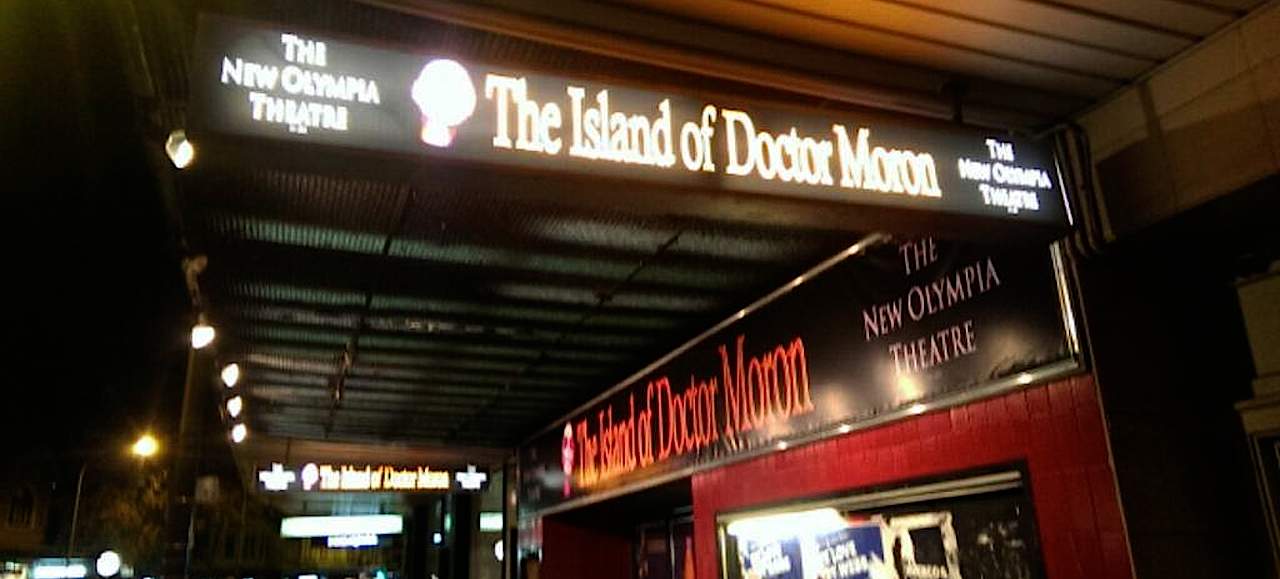 THE
NEW OLYMPIA
THEATRE
The Island of Doctor Moron
THE
NEW OLYMPIA
THEATRE
THE
NEW OLYMPIA
THEATRE
The Island of Doctor Moron
The Island of Doctor Moron
LOVE